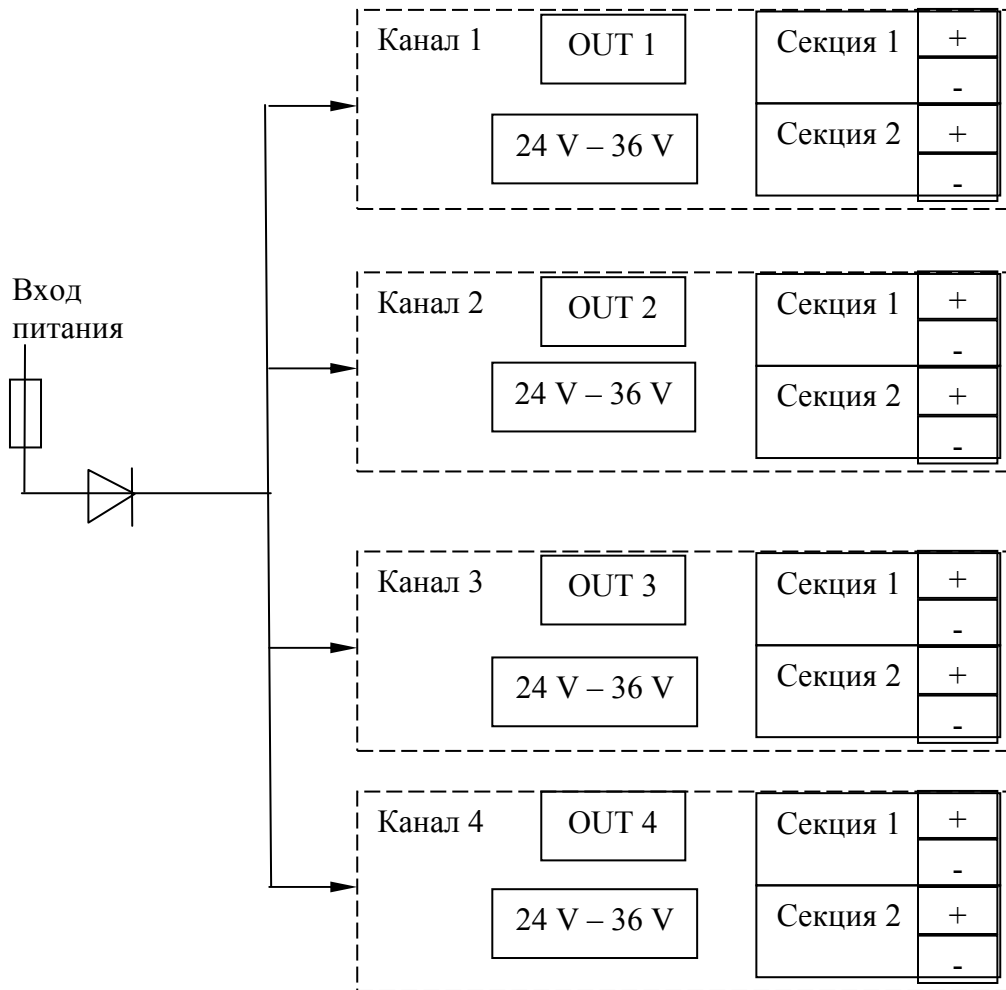 Канал 1
OUT 1
Секция 1
+
-
24 V – 36 V
Секция 2
+
-
Вход
питания
Канал 2
OUT 2
Секция 1
+
-
24 V – 36 V
Секция 2
+
-
Канал 3
OUT 3
Секция 1
+
-
24 V – 36 V
Секция 2
+
-
Канал 4
OUT 4
Секция 1
+
-
24 V – 36 V
Секция 2
+
-